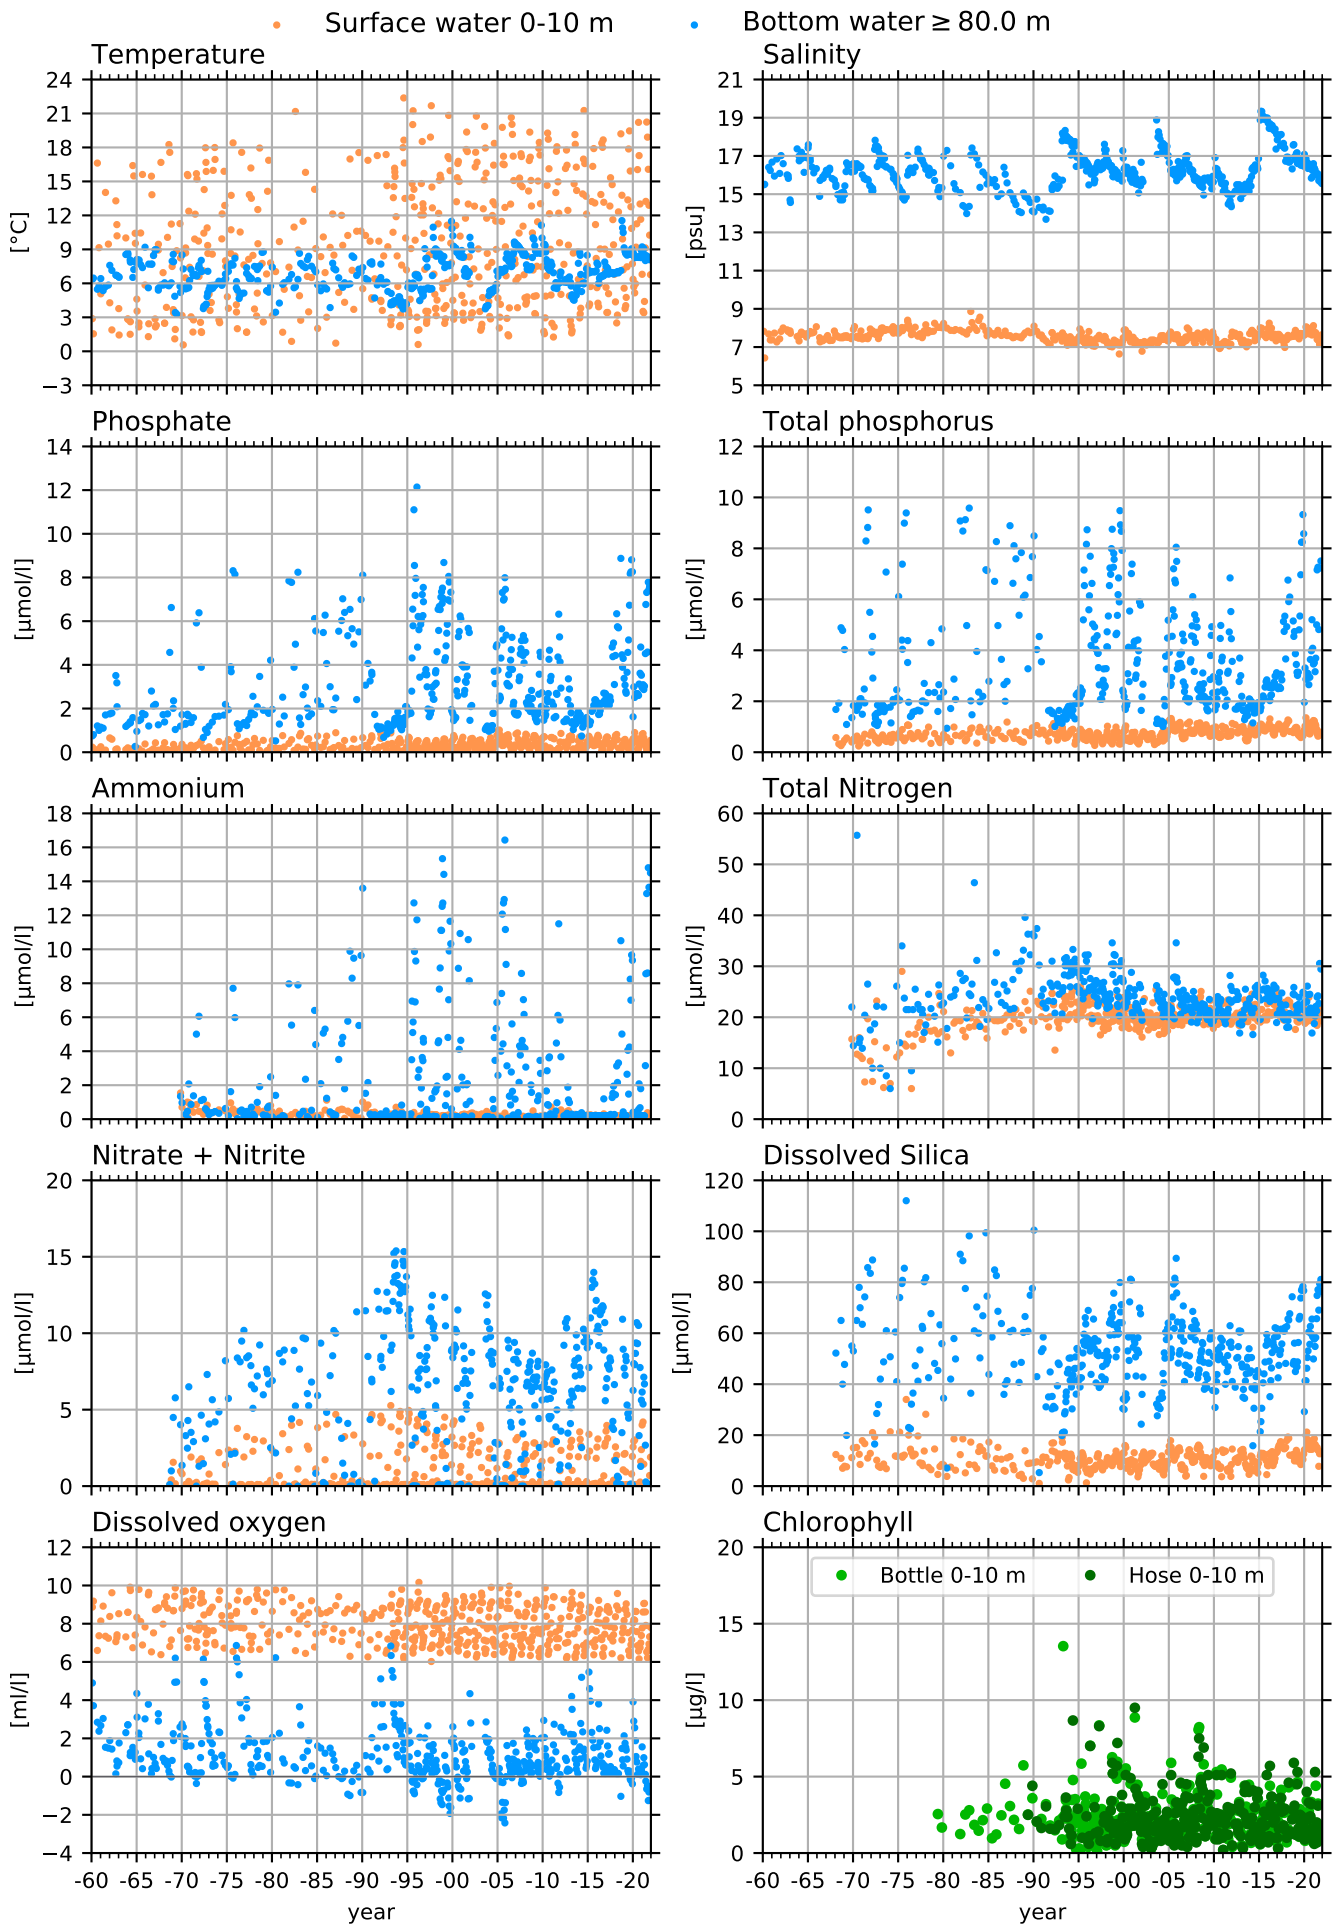 Surface water 0-10 m
Bottom water ≥ 80.0 m
Temperature
24
21
18
15
12
9
6
3
0
−3
[°C]
Salinity
21
19
17
15
13
11
9
7
5
[psu]
Phosphate
14
12
10
8
6
4
2
0
[µmol/l]
Total phosphorus
12
10
8
6
4
2
0
[µmol/l]
Ammonium
18
16
14
12
10
8
6
4
2
0
[µmol/l]
Total Nitrogen
60
50
40
30
20
10
0
[µmol/l]
Nitrate + Nitrite
20
15
10
5
0
[µmol/l]
Dissolved Silica
120
100
80
60
40
20
0
[µmol/l]
Dissolved oxygen
12
10
8
6
4
2
0
−2
−4
[ml/l]
-60 -65 -70 -75 -80 -85 -90 -95 -00 -05 -10 -15 -20
year
Chlorophyll
Bottle 0-10 m
Hose 0-10 m
20
15
10
5
0
[µg/l]
-60 -65 -70 -75 -80 -85 -90 -95 -00 -05 -10 -15 -20
year